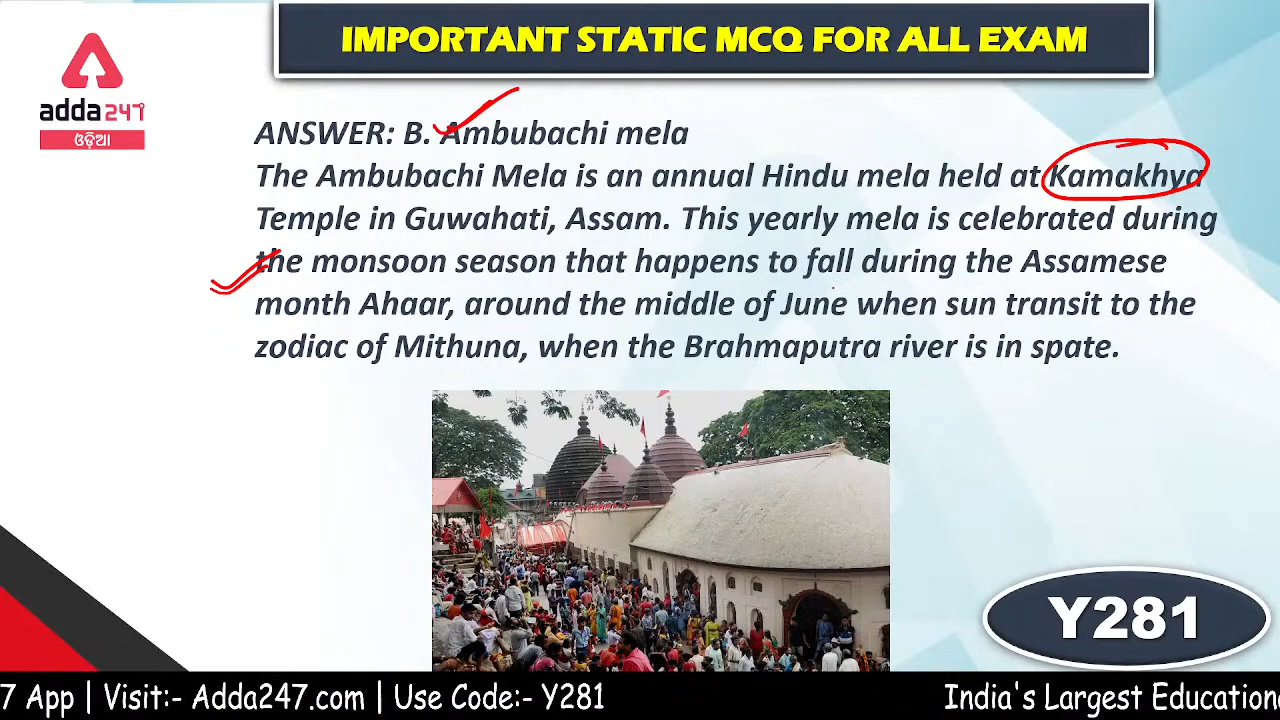 IMPORTANT STATIC MCQ FOR ALL EXAM
adda247
ଓଡ଼ିଆ
ANSWER: B. Ambubachi mela
The Ambubachi Mela is an annual Hindu mela held at Kamakhya
Temple in Guwahati, Assam. This yearly mela is celebrated during
the monsoon season that happens to fall during the Assamese
month Ahaar, around the middle of June when sun transit to the
zodiac of Mithuna, when the Brahmaputra river is in spate.
Y281
7 App | Visit:- Adda247.com | Use Code:- Y281
India's Largest Education